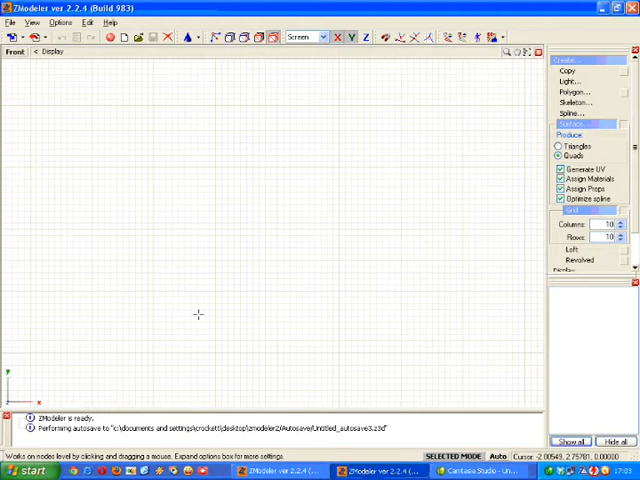 ZModeler ver 2.2.4 (Build 983)
File View Options Edit Help
Screen X Y Z
Front < Display
Create...
Copy
Light...
Polygon...
Skeleton...
Spline...
Surface...
Produce:
Triangles
Quads
Generate UV
Assign Materials
Assign Props
Optimize spline
Grid
Columns: 10
Rows: 10
Loft
Revolved
Display
y
z x
ZModeler is ready.
Performing autosave to "c:\documents and settings\crockett\desktop\zmodeler2/Autosave/Untitled_autosave3.z3d"
Show all Hide all
Works on nodes level by clicking and dragging a mouse. Expand options box for more settings.
SELECTED MODE Auto Cursor: -2.00549, 2.75781, 0.00000
start ZModeler ver 2.2.4 (... ZModeler ver 2.2.4 (... Camtasia Studio - Un... 17:03